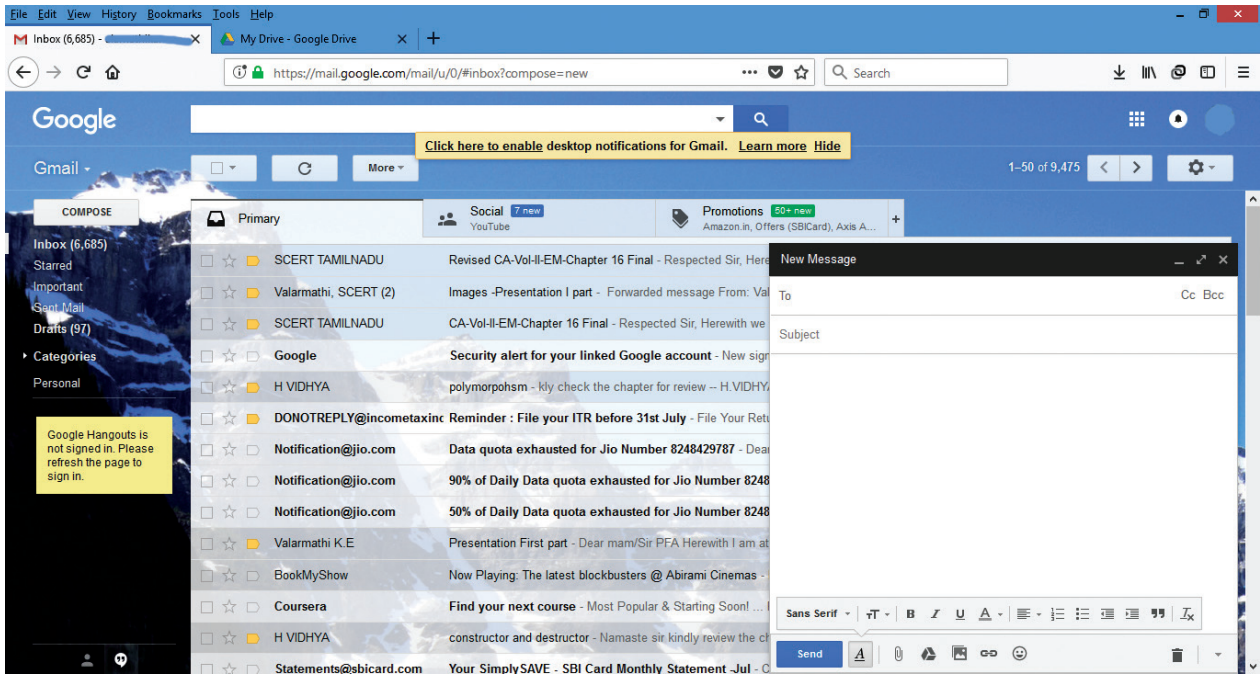 File Edit View History Bookmarks Tools Help
Inbox (6,685) -
My Drive - Google Drive
https://mail.google.com/mail/u/0/#inbox?compose=new
Search
Google
Click here to enable desktop notifications for Gmail. Learn more Hide
Gmail
More
1–50 of 9,475
COMPOSE
Inbox (6,685)
Starred
Important
Sent Mail
Drafts (97)
Categories
Personal
Google Hangouts is
not signed in. Please
refresh the page to
sign in.
Primary
Social 7 new
YouTube
Promotions 50+ new
Amazon.in, Offers (SBICard), Axis A...
SCERT TAMILNADU Revised CA-Vol-II-EM-Chapter 16 Final - Respected Sir, Here
Valarmathi, SCERT (2) Images -Presentation I part - Forwarded message From: Val
SCERT TAMILNADU CA-Vol-II-EM-Chapter 16 Final - Respected Sir, Herewith we
Google Security alert for your linked Google account - New sign
H VIDHYA polymorpohsm - kly check the chapter for review -- H.VIDHY
DONOTREPLY@incometaxinc Reminder : File your ITR before 31st July - File Your Retu
Notification@jio.com Data quota exhausted for Jio Number 8248429787 - Dear
Notification@jio.com 90% of Daily Data quota exhausted for Jio Number 8248
Notification@jio.com 50% of Daily Data quota exhausted for Jio Number 8248
Valarmathi K.E Presentation First part - Dear mam/Sir PFA Herewith I am at
BookMyShow Now Playing: The latest blockbusters @ Abirami Cinemas -
Coursera Find your next course - Most Popular & Starting Soon! ...
H VIDHYA constructor and destructor - Namaste sir kindly review the ch
Statements@sbicard.com Your SimplySAVE - SBI Card Monthly Statement -Jul -
New Message
To
Cc Bcc
Subject
Sans Serif
Send